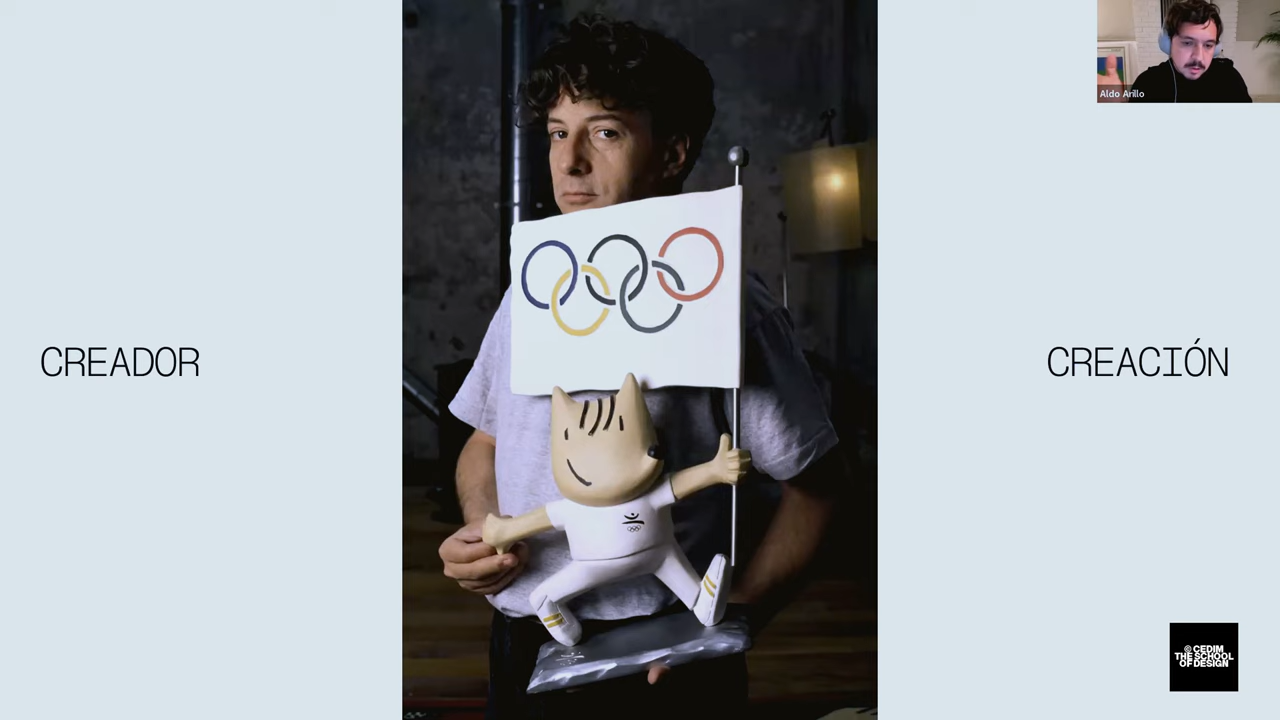 Aldo Arillo
CREADOR
CREACIÓN
@CEDIM
THE SCHOOL
OF DESIGN